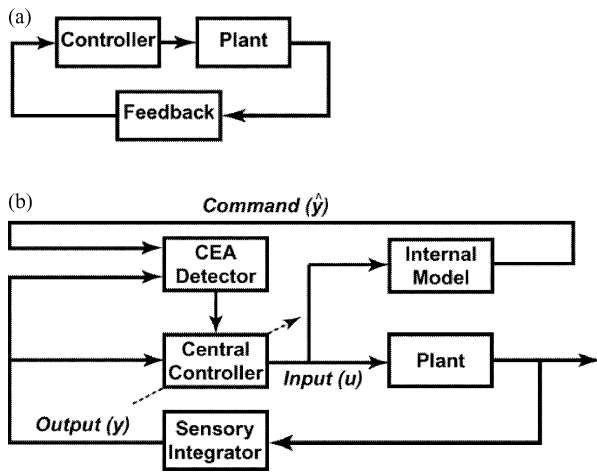 (a)
Controller
Plant
Feedback
(b)
Command (ŷ)
CEA
Detector
Internal
Model
Central
Controller
Input (u)
Plant
Output (y)
Sensory
Integrator